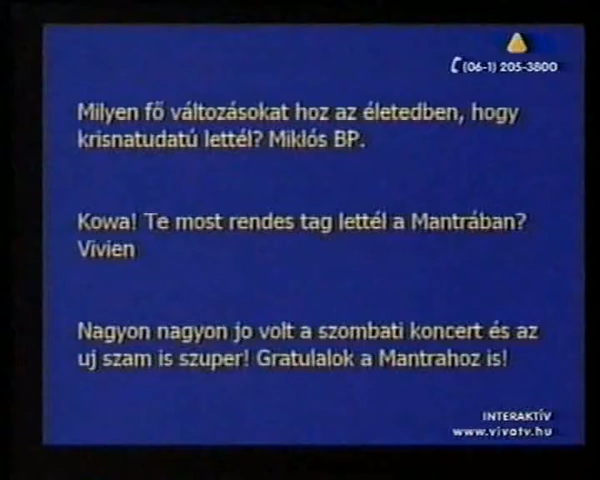 (06-1) 205-3800
Milyen fő változásokat hoz az életedben, hogy
krisnatudatú lettél? Miklós BP.
Kowa! Te most rendes tag lettél a Mantrában?
Vivien
Nagyon nagyon jo volt a szombati koncert és az
uj szam is szuper! Gratulalok a Mantrahoz is!
INTERAKTÍV
www.vivatv.hu